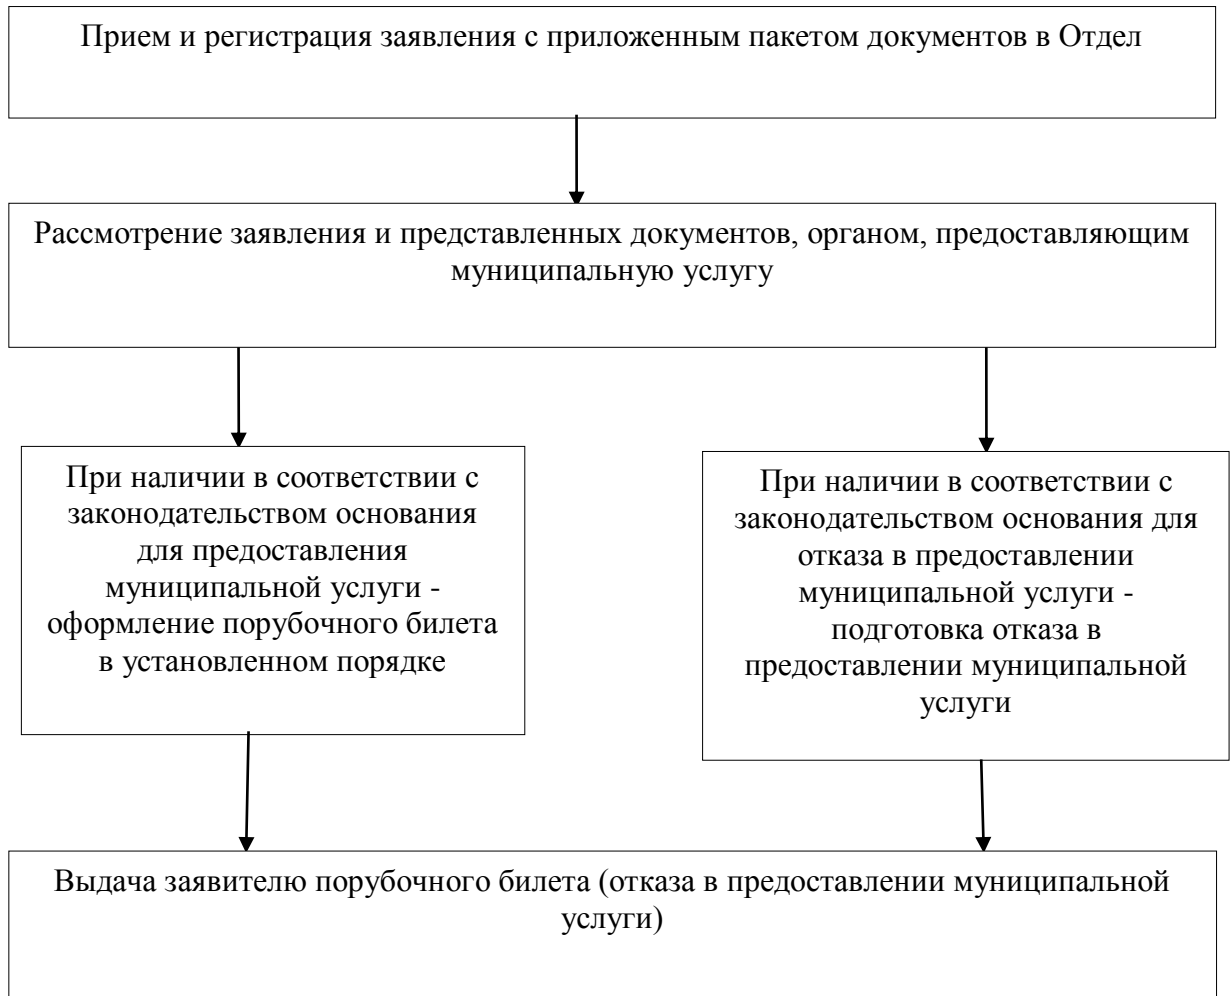 Прием и регистрация заявления с приложенным пакетом документов в Отдел
Рассмотрение заявления и представленных документов, органом, предоставляющим
муниципальную услугу
При наличии в соответствии с
законодательством основания
для предоставления
муниципальной услуги -
оформление порубочного билета
в установленном порядке
При наличии в соответствии с
законодательством основания для
отказа в предоставлении
муниципальной услуги -
подготовка отказа в
предоставлении муниципальной
услуги
Выдача заявителю порубочного билета (отказа в предоставлении муниципальной
услуги)